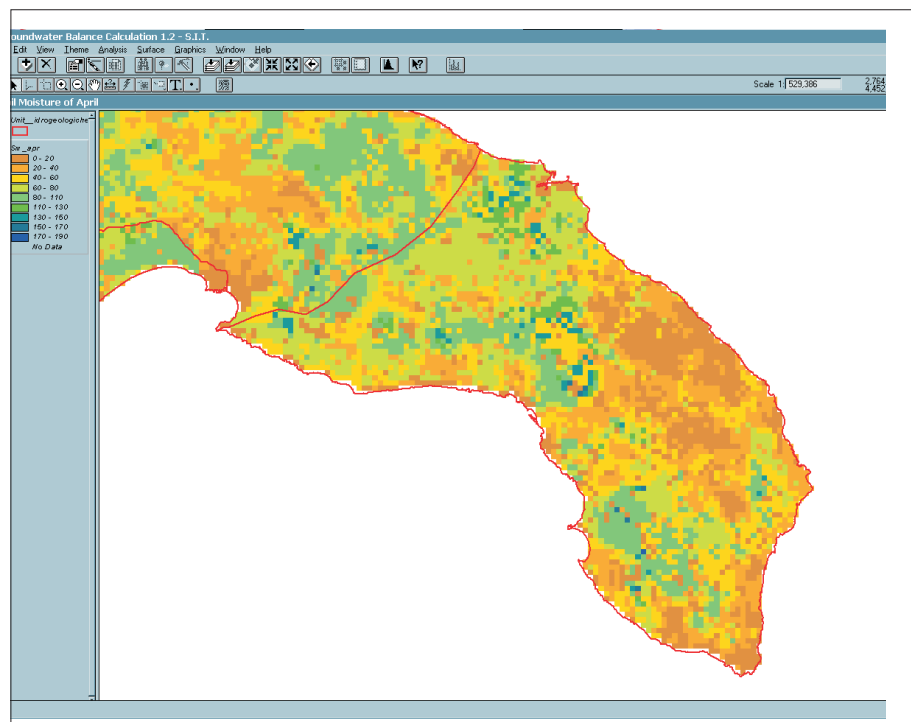 oundwater Balance Calculation 1.2 - S.I.T.
Edit View Theme Analysis Surface Graphics Window Help
T
Scale 1: 529,386
2,764
4,452
il Moisture of April
Unit_idrogeologiche
Sw_apr
0 - 20
20 - 40
40 - 60
60 - 80
80 - 110
110 - 130
130 - 150
150 - 170
170 - 190
No Data